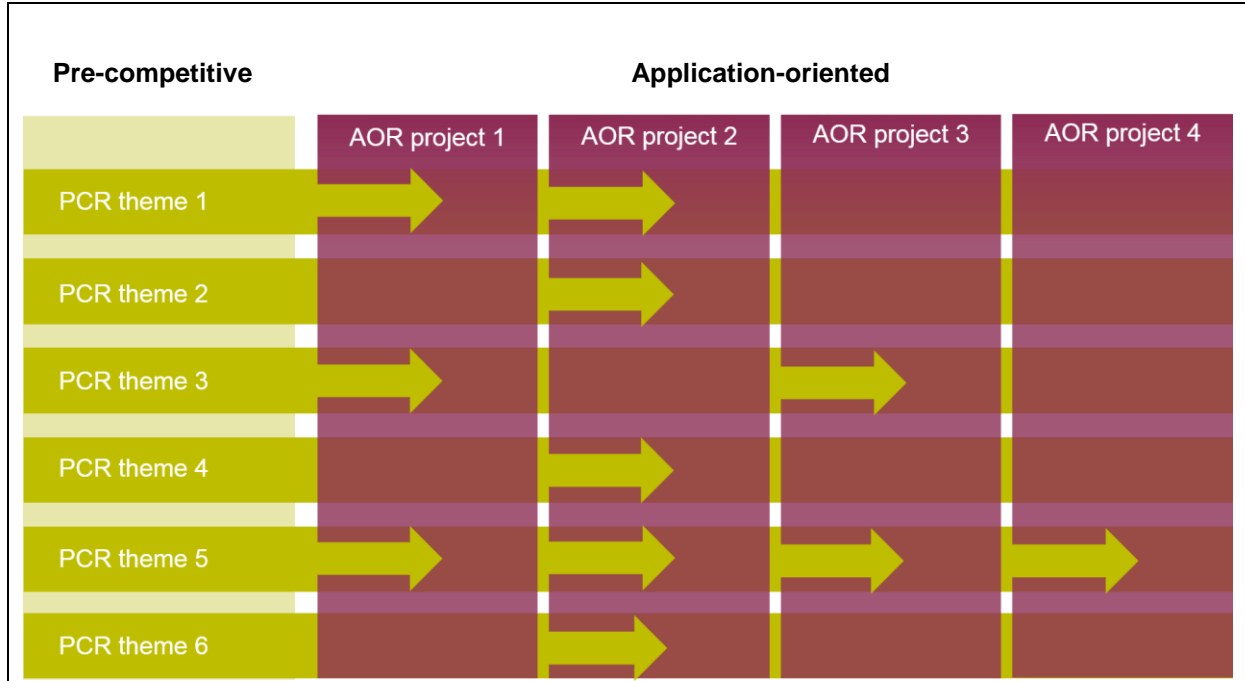 Pre-competitive
Application-oriented
AOR project 1
AOR project 2
AOR project 3
AOR project 4
PCR theme 1
PCR theme 2
PCR theme 3
PCR theme 4
PCR theme 5
PCR theme 6